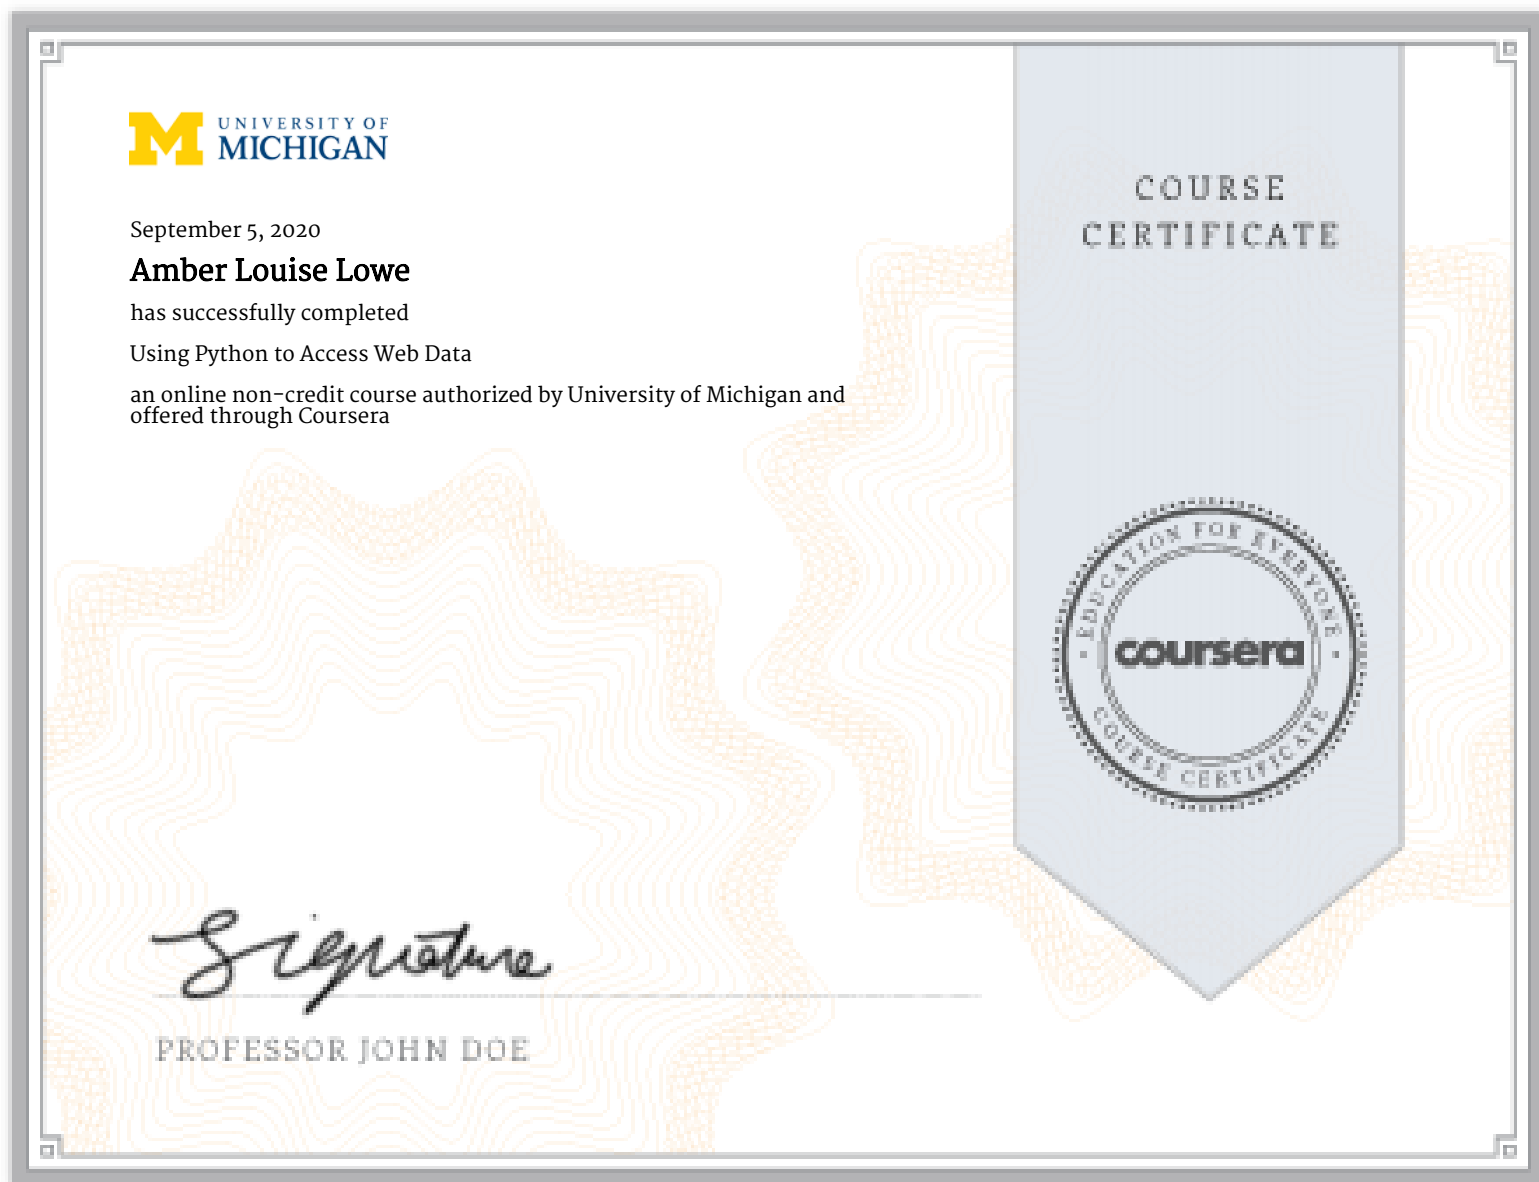 UNIVERSITY OF
MICHIGAN
September 5, 2020
Amber Louise Lowe
has successfully completed
Using Python to Access Web Data
an online non-credit course authorized by University of Michigan and
offered through Coursera
Signature
PROFESSOR JOHN DOE
COURSE
CERTIFICATE
EDUCATION FOR EVERYONE
coursera
COURSE CERTIFICATE